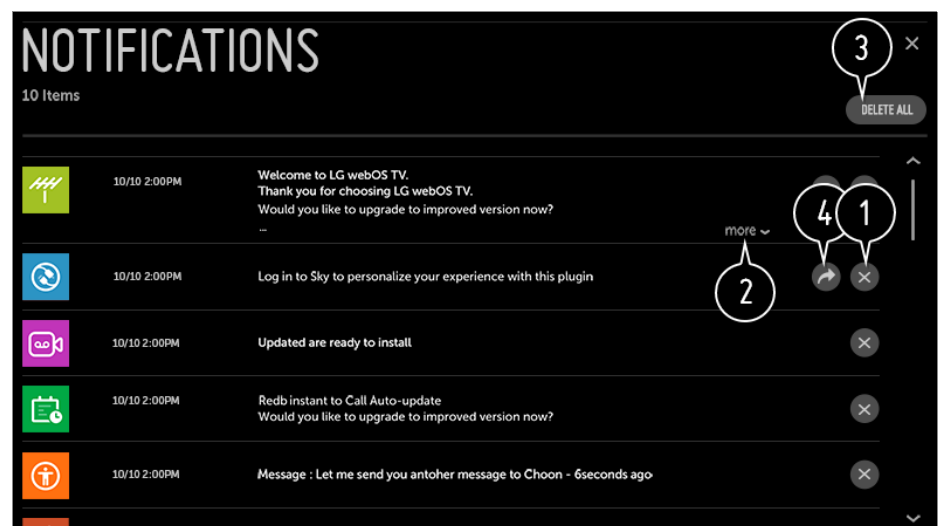 NOTIFICATIONS
3
10 Items
DELETE ALL
10/10 2:00PM
Welcome to LG webOS TV.
Thank you for choosing LG webOS TV.
Would you like to upgrade to improved version now?
...
more
4
1
10/10 2:00PM
Log in to Sky to personalize your experience with this plugin
2
10/10 2:00PM
Updated are ready to install
10/10 2:00PM
Redb instant to Call Auto-update
Would you like to upgrade to improved version now?
10/10 2:00PM
Message : Let me send you antoher message to Choon - 6seconds ago